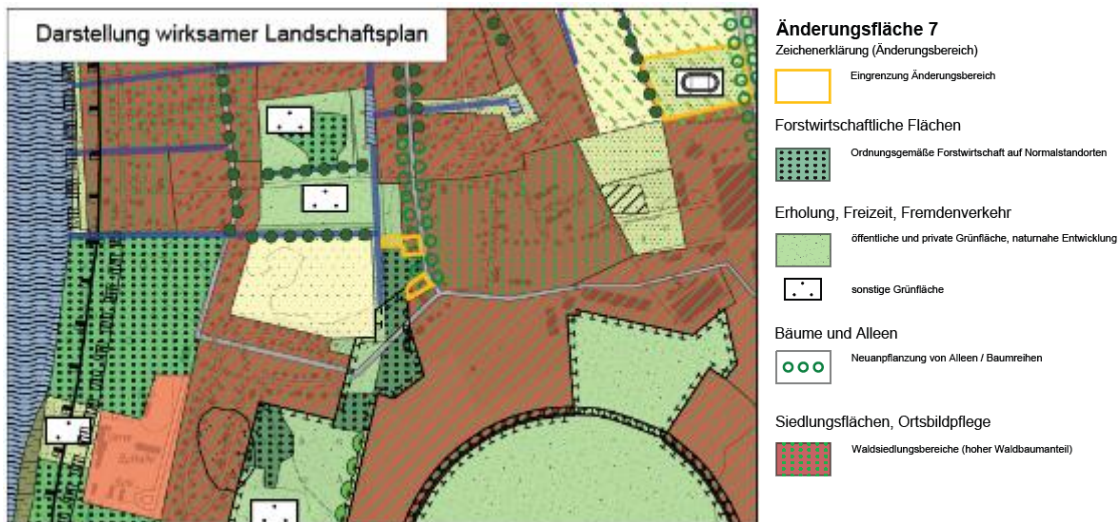 Darstellung wirksamer Landschaftsplan
Änderungsfläche 7
Zeichenerklärung (Änderungsbereich)
Eingrenzung Änderungsbereich
Forstwirtschaftliche Flächen
Ordnungsgemäße Forstwirtschaft auf Normalstandorten
Erholung, Freizeit, Fremdenverkehr
öffentliche und private Grünfläche, naturnahe Entwicklung
sonstige Grünfläche
Bäume und Alleen
Neuanpflanzung von Alleen / Baumreihen
Siedlungsflächen, Ortsbildpflege
Waldsiedlungsbereiche (hoher Waldbaumanteil)